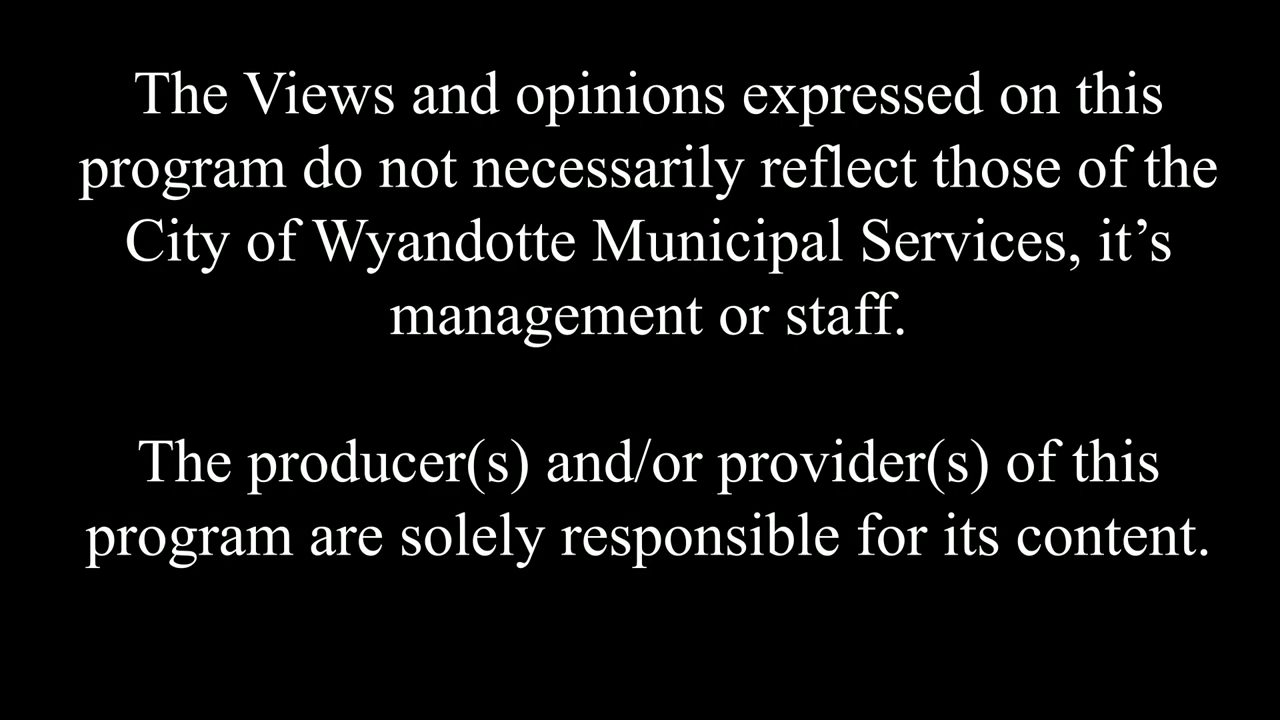 The Views and opinions expressed on this
program do not necessarily reflect those of the
City of Wyandotte Municipal Services, it’s
management or staff.
The producer(s) and/or provider(s) of this
program are solely responsible for its content.